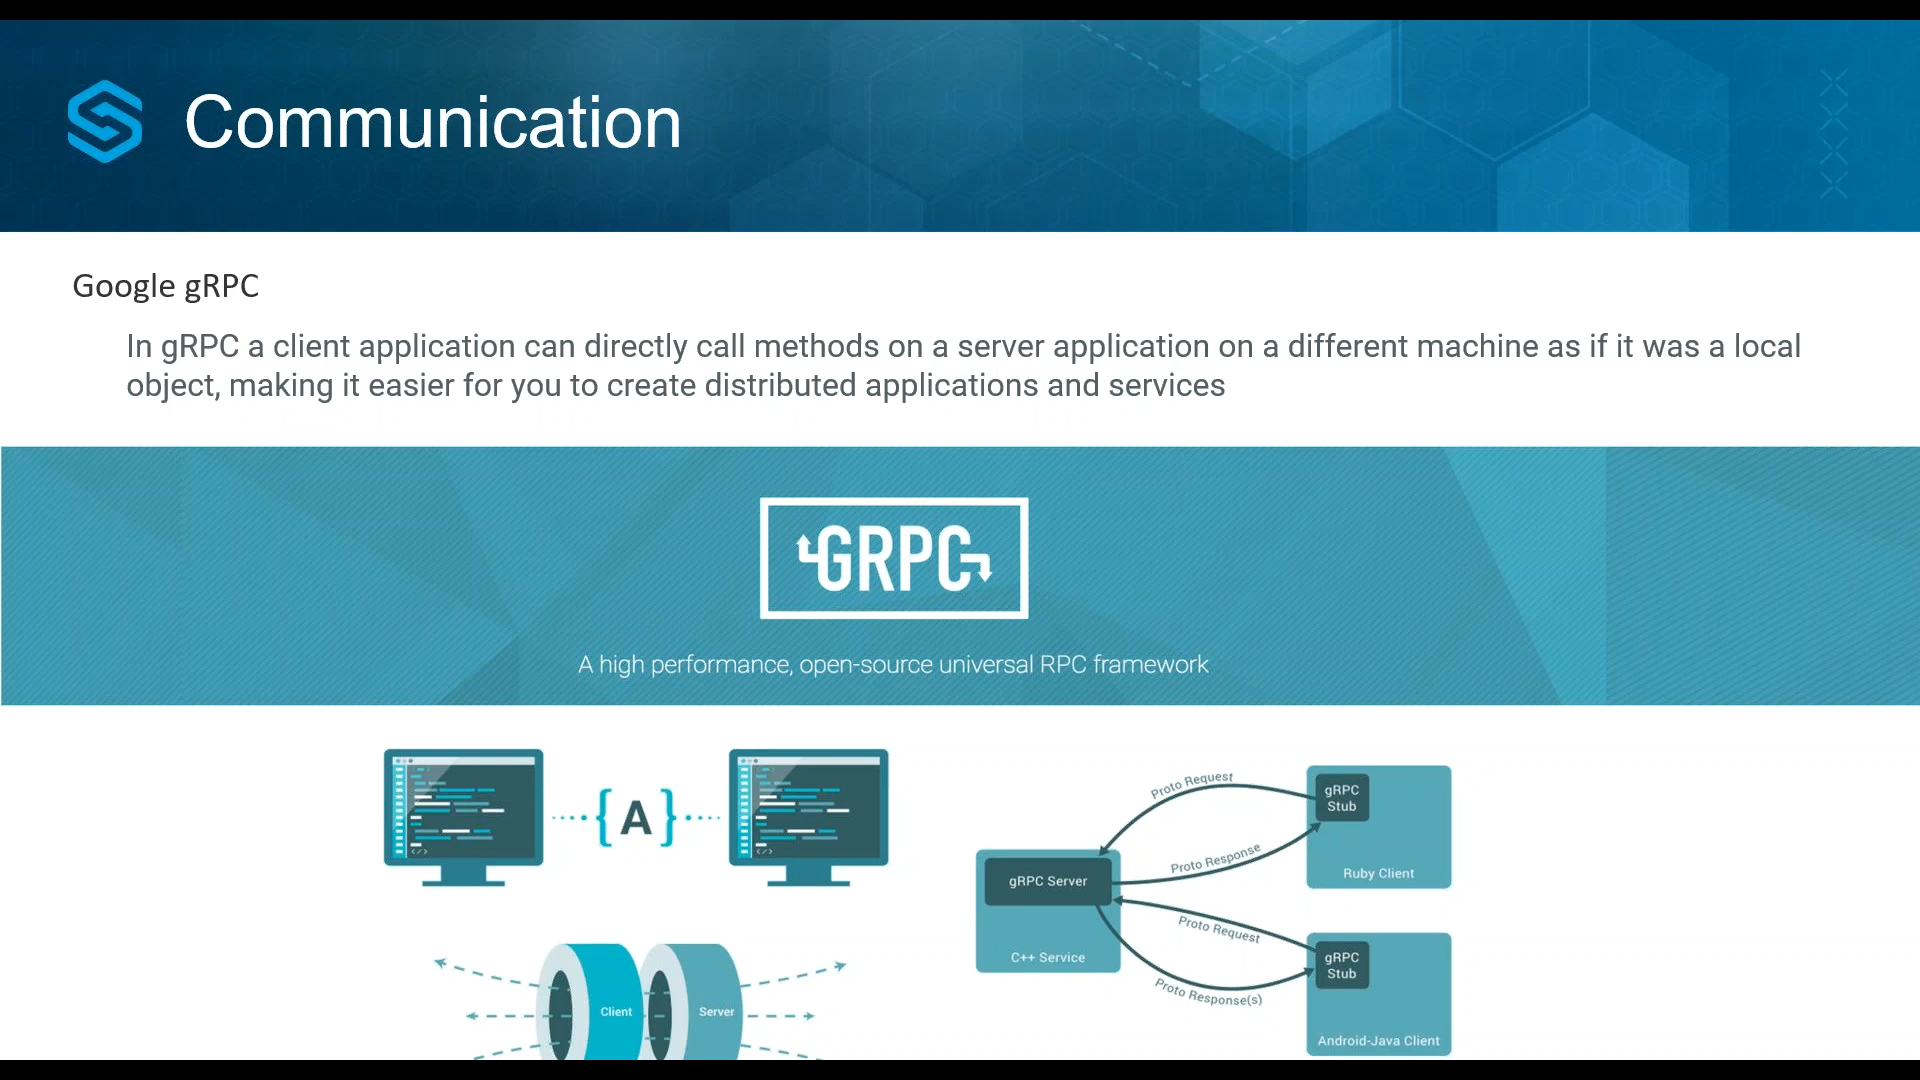 Communication
Google gRPC
In gRPC a client application can directly call methods on a server application on a different machine as if it was a local
object, making it easier for you to create distributed applications and services
GRPC
A high performance, open-source universal RPC framework
{A}
Client
Server
gRPC Server
C++ Service
Proto Request
Proto Response
gRPC
Stub
Ruby Client
Proto Request
Proto Response(s)
gRPC
Stub
Android-Java Client